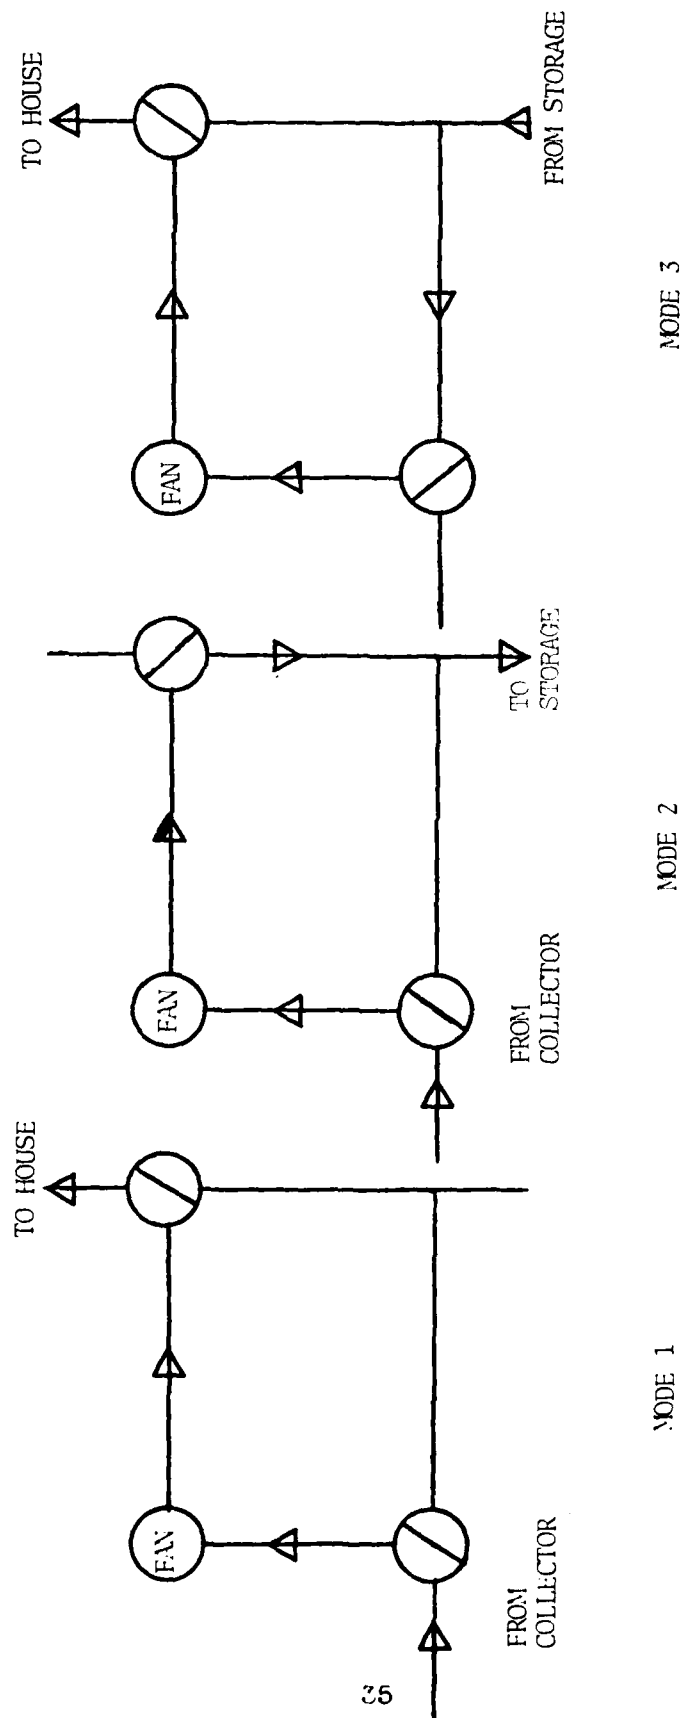 TO HOUSE
FAN
FROM
COLLECTOR
MODE 1
FAN
FROM
COLLECTOR
TO
STORAGE
MODE 2
TO HOUSE
FAN
FROM STORAGE
MODE 3
35